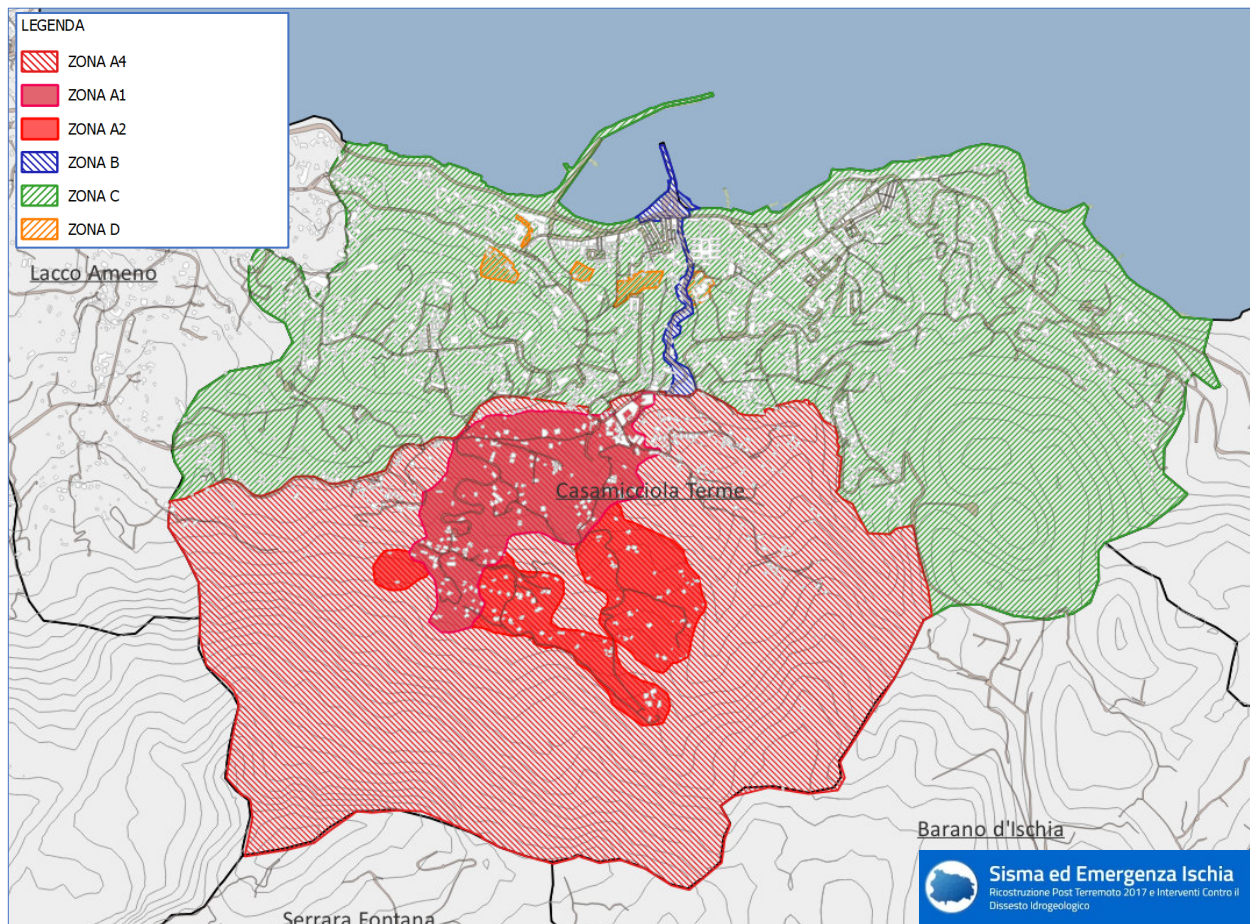 LEGENDA
ZONA A4
ZONA A1
ZONA A2
ZONA B
ZONA C
ZONA D
Lacco Ameno
Casamicciola Terme
Barano d'Ischia
Serrara Fontana
Sisma ed Emergenza Ischia
Ricostruzione Post Terremoto 2017 e Interventi Contro il
Dissesto Idrogeologico